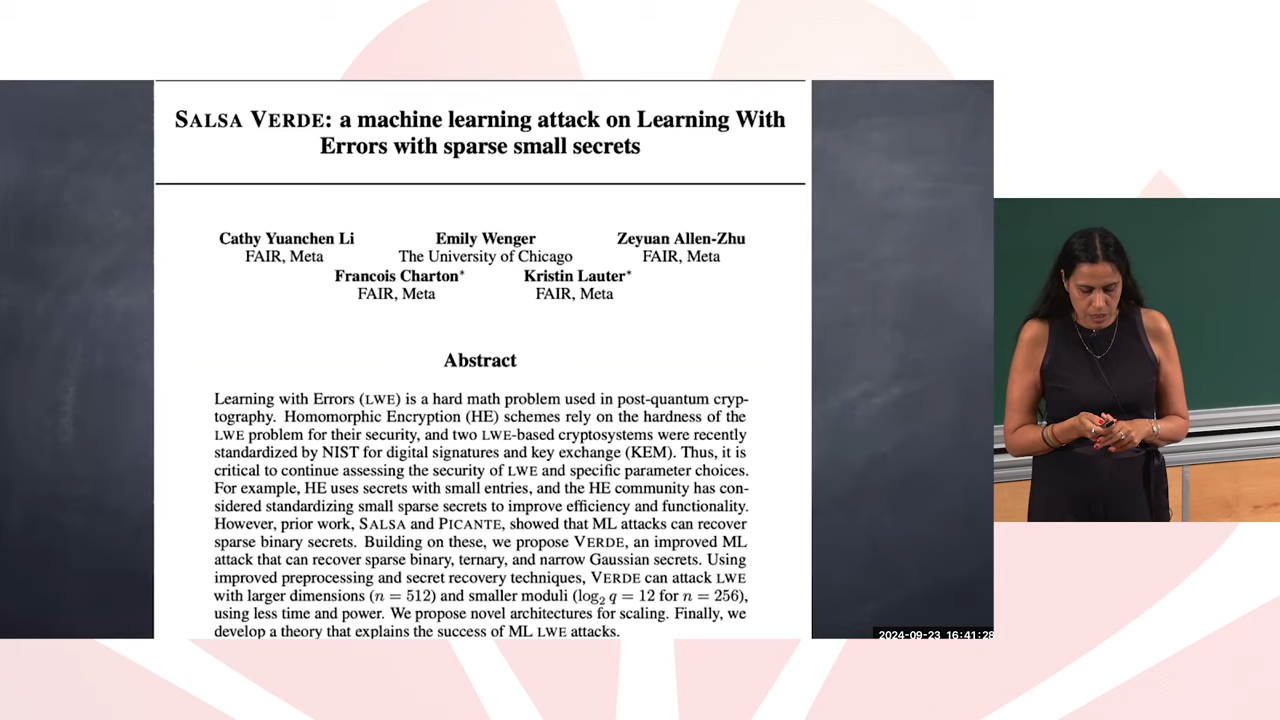 SALSA VERDE: a machine learning attack on Learning With
Errors with sparse small secrets
Cathy Yuanchen Li
FAIR, Meta
Emily Wenger
The University of Chicago
Zeyuan Allen-Zhu
FAIR, Meta
Francois Charton*
FAIR, Meta
Kristin Lauter*
FAIR, Meta
Abstract
Learning with Errors (LWE) is a hard math problem used in post-quantum cryp-
tography. Homomorphic Encryption (HE) schemes rely on the hardness of the
LWE problem for their security, and two LWE-based cryptosystems were recently
standardized by NIST for digital signatures and key exchange (KEM). Thus, it is
critical to continue assessing the security of LWE and specific parameter choices.
For example, HE uses secrets with small entries, and the HE community has con-
sidered standardizing small sparse secrets to improve efficiency and functionality.
However, prior work, SALSA and PICANTE, showed that ML attacks can recover
sparse binary secrets. Building on these, we propose VERDE, an improved ML
attack that can recover sparse binary, ternary, and narrow Gaussian secrets. Using
improved preprocessing and secret recovery techniques, VERDE can attack LWE
with larger dimensions (n = 512) and smaller moduli (log₂ q = 12 for n = 256),
using less time and power. We propose novel architectures for scaling. Finally, we
develop a theory that explains the success of ML LWE attacks.
2024-09-23 16:41:28